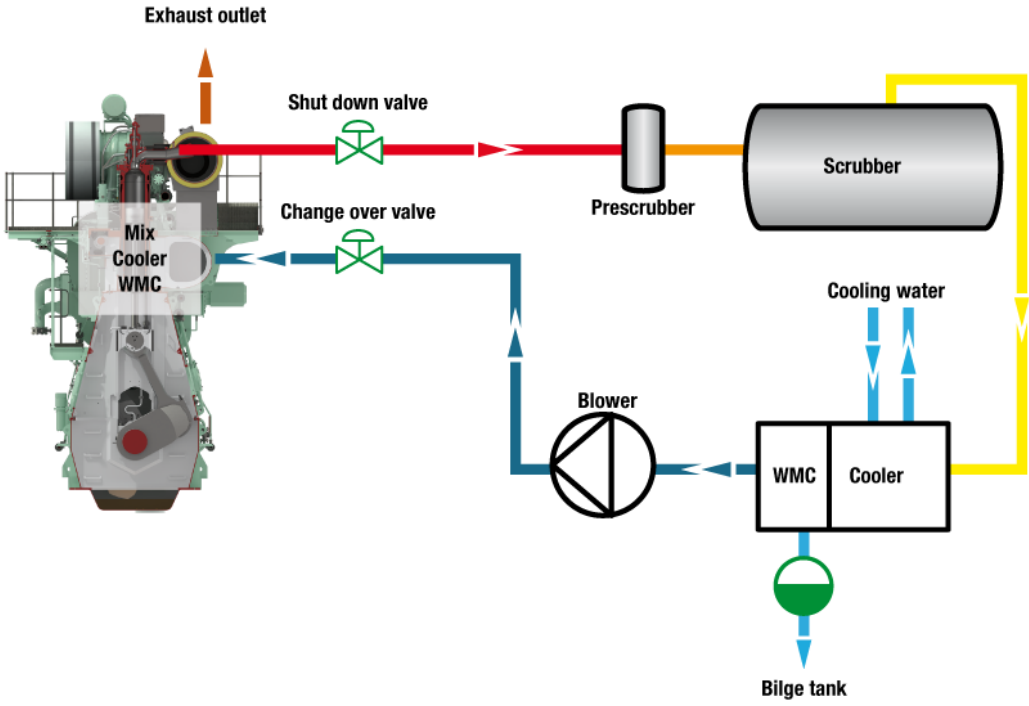 Exhaust outlet
Shut down valve
Prescrubber
Scrubber
Change over valve
Mix
Cooler
WMC
Cooling water
Blower
WMC
Cooler
Bilge tank